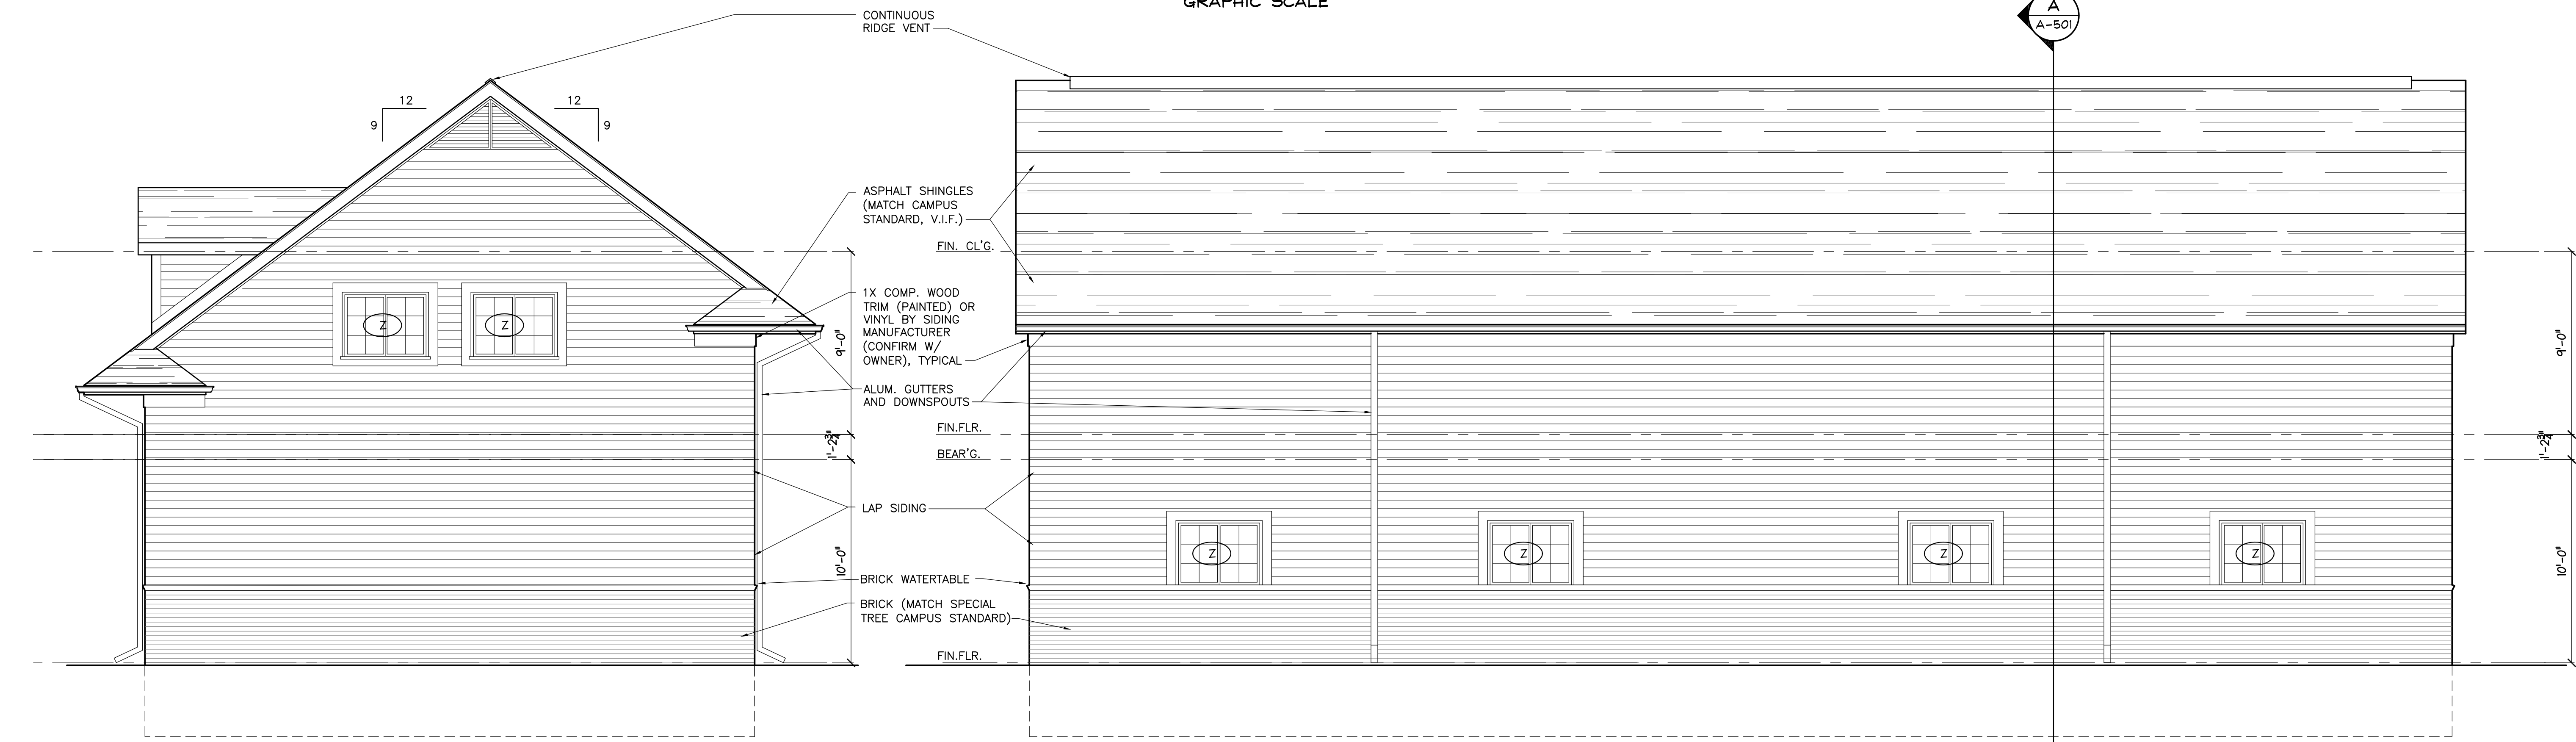 GRAPHIC SCALE
A
A-501
CONTINUOUS
RIDGE VENT
12
9
12
9
ASPHALT SHINGLES
(MATCH CAMPUS
STANDARD, V.I.F.)
FIN. CL'G.
1X COMP. WOOD
TRIM (PAINTED) OR
VINYL BY SIDING
MANUFACTURER
(CONFIRM W/
OWNER), TYPICAL
Z
Z
9'-0"
9'-0"
ALUM. GUTTERS
AND DOWNSPOUTS
FIN.FLR.
1'-2¾"
1'-2¾"
BEAR'G.
LAP SIDING
Z
Z
Z
Z
10'-0"
10'-0"
BRICK WATERTABLE
BRICK (MATCH SPECIAL
TREE CAMPUS STANDARD)
FIN.FLR.